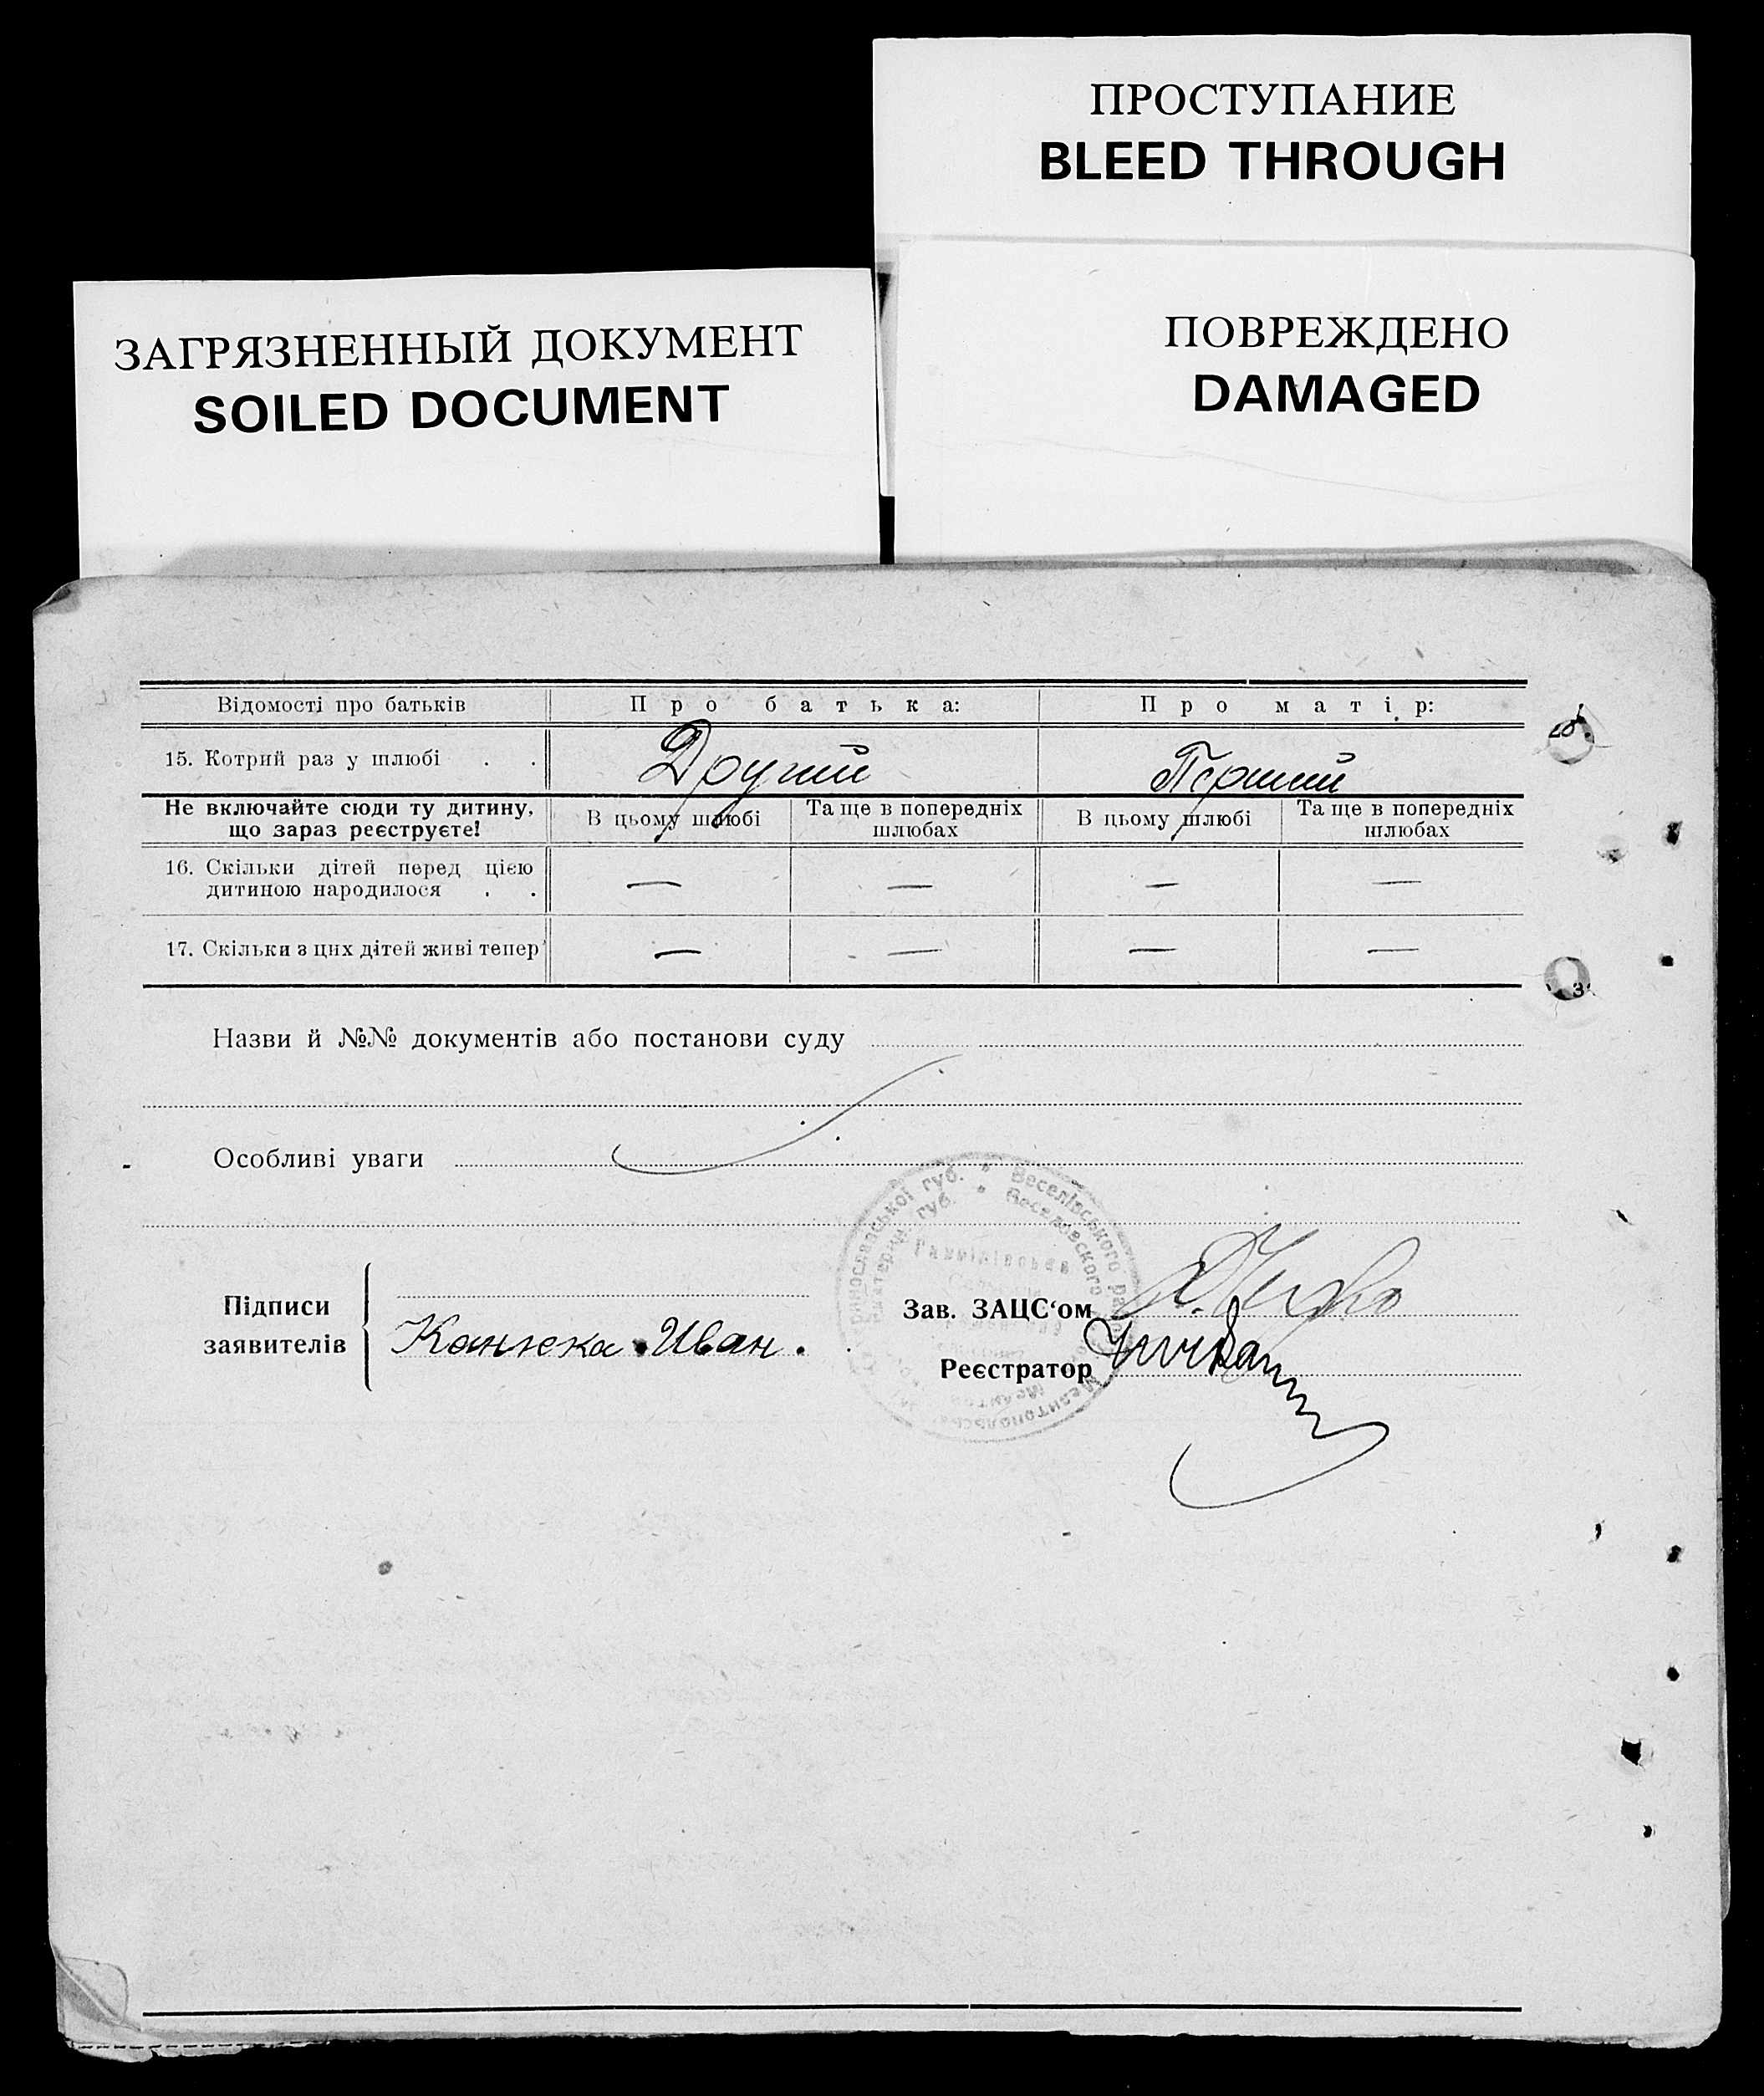 ПРОСТУПАНИЕ
BLEED THROUGH
ПОВРЕЖДЕНО
DAMAGED
ЗАГРЯЗНЕННЫЙ ДОКУМЕНТ
SOILED DOCUMENT
Відомості про батьків Про батька: Про матір:
15. Котрий раз у шлюбі . . Другий Перший
Не включайте сюди ту дитину,
що зараз реєструєте!
В цьому шлюбі
Та ще в попередніх
шлюбах
В цьому шлюбі
Та ще в попередніх
шлюбах
16. Скільки дітей перед цією
дитиною народилося . . — — — —
17. Скільки з цих дітей живі тепер — — — —
Назви й №№ документів або постанови суду
Особливі уваги
Веселівського
Підписи
заявителів
Иван.
Зав. ЗАЦС‘ом
Реєстратор